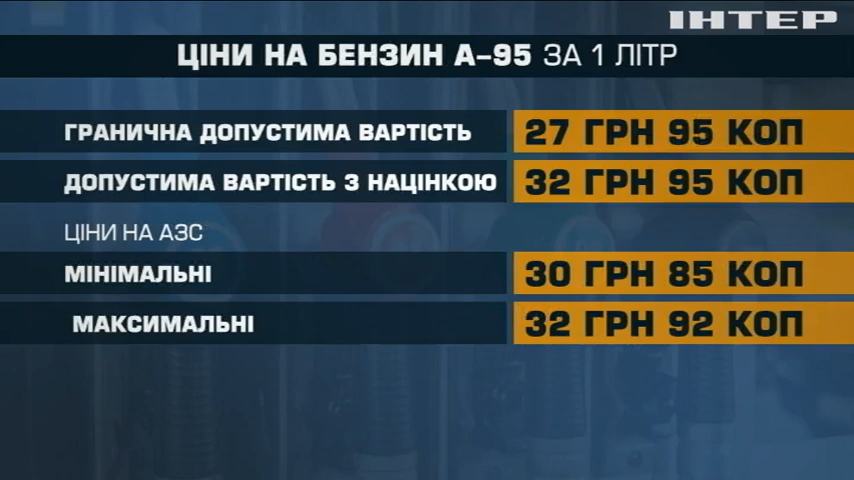 ІНТЕР
ЦІНИ НА БЕНЗИН А-95 ЗА 1 ЛІТР
ГРАНИЧНА ДОПУСТИМА ВАРТІСТЬ 27 ГРН 95 КОП
ДОПУСТИМА ВАРТІСТЬ З НАЦІНКОЮ 32 ГРН 95 КОП
ЦІНИ НА АЗС
МІНІМАЛЬНІ 30 ГРН 85 КОП
МАКСИМАЛЬНІ 32 ГРН 92 КОП